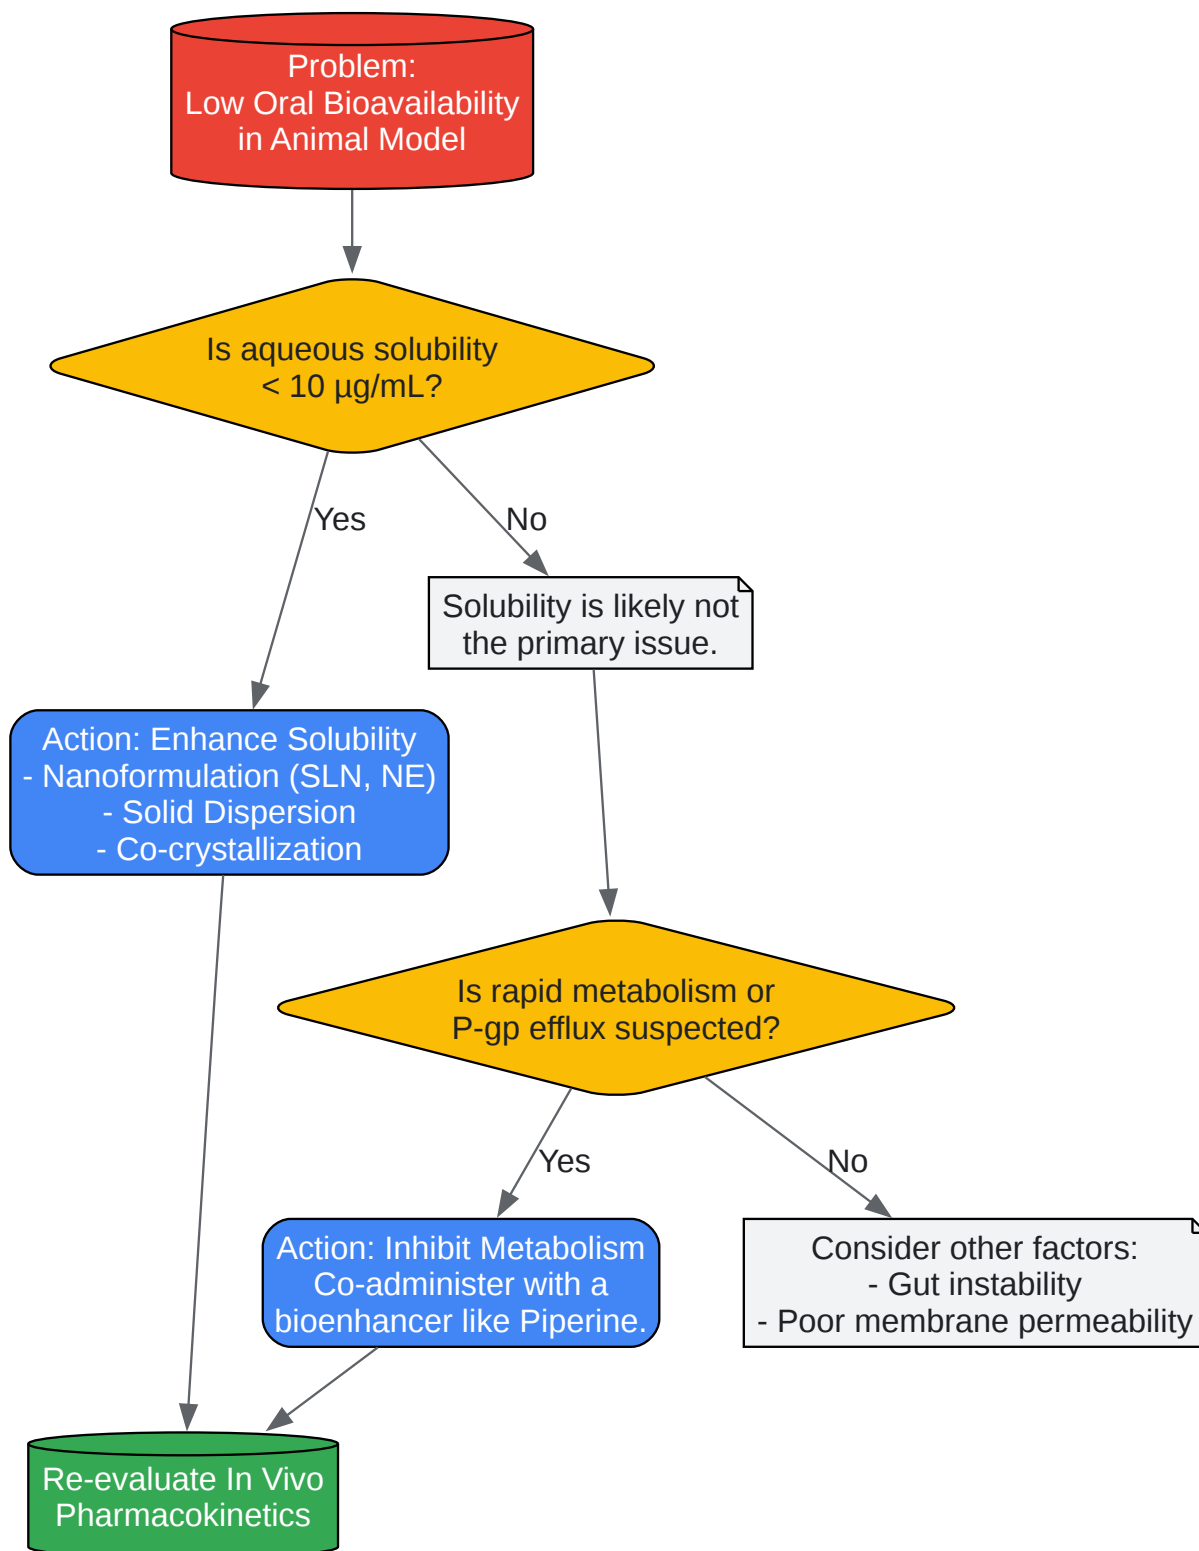 Problem:
Low Oral Bioavailability
in Animal Model
Is aqueous solubility
< 10 µg/mL?
Yes
No
Solubility is likely not
the primary issue.
Action: Enhance Solubility
- Nanoformulation (SLN, NE)
- Solid Dispersion
- Co-crystallization
Is rapid metabolism or
P-gp efflux suspected?
Yes
No
Action: Inhibit Metabolism
Co-administer with a
bioenhancer like Piperine.
Consider other factors:
- Gut instability
- Poor membrane permeability
Re-evaluate In Vivo
Pharmacokinetics